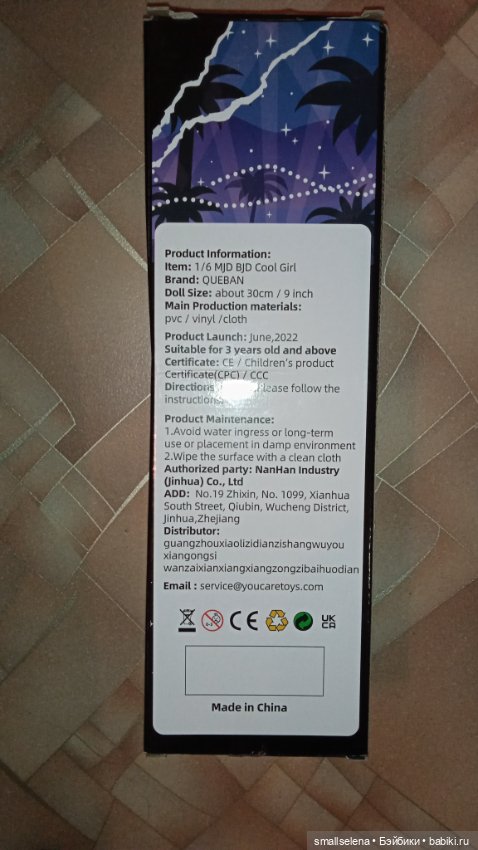 Product Information:
Item: 1/6 MJD BJD Cool Girl
Brand: QUEBAN
Doll Size: about 30cm / 9 inch
Main Production materials:
pvc / vinyl /cloth
Product Launch: June,2022
Suitable for 3 years old and above
Certificate: CE / Children's product
Certificate(CPC) / CCC
Directions please follow the
instructions
Product Maintenance:
1.Avoid water ingress or long-term
use or placement in damp environment
2.Wipe the surface with a clean cloth
Authorized party: NanHan Industry
(Jinhua) Co., Ltd
ADD: No.19 Zhixin, No. 1099, Xianhua
South Street, Qiubin, Wucheng District,
Jinhua,Zhejiang
Distributor:
guangzhouxiaolizidianzishangwuyou
xiangongsi
wanzaixianxiangxiangzongzibaihuodian
Email : service@youcaretoys.com
0-3
CE
UK
CA
Made in China
smallselena • Бэйбики • babiki.ru